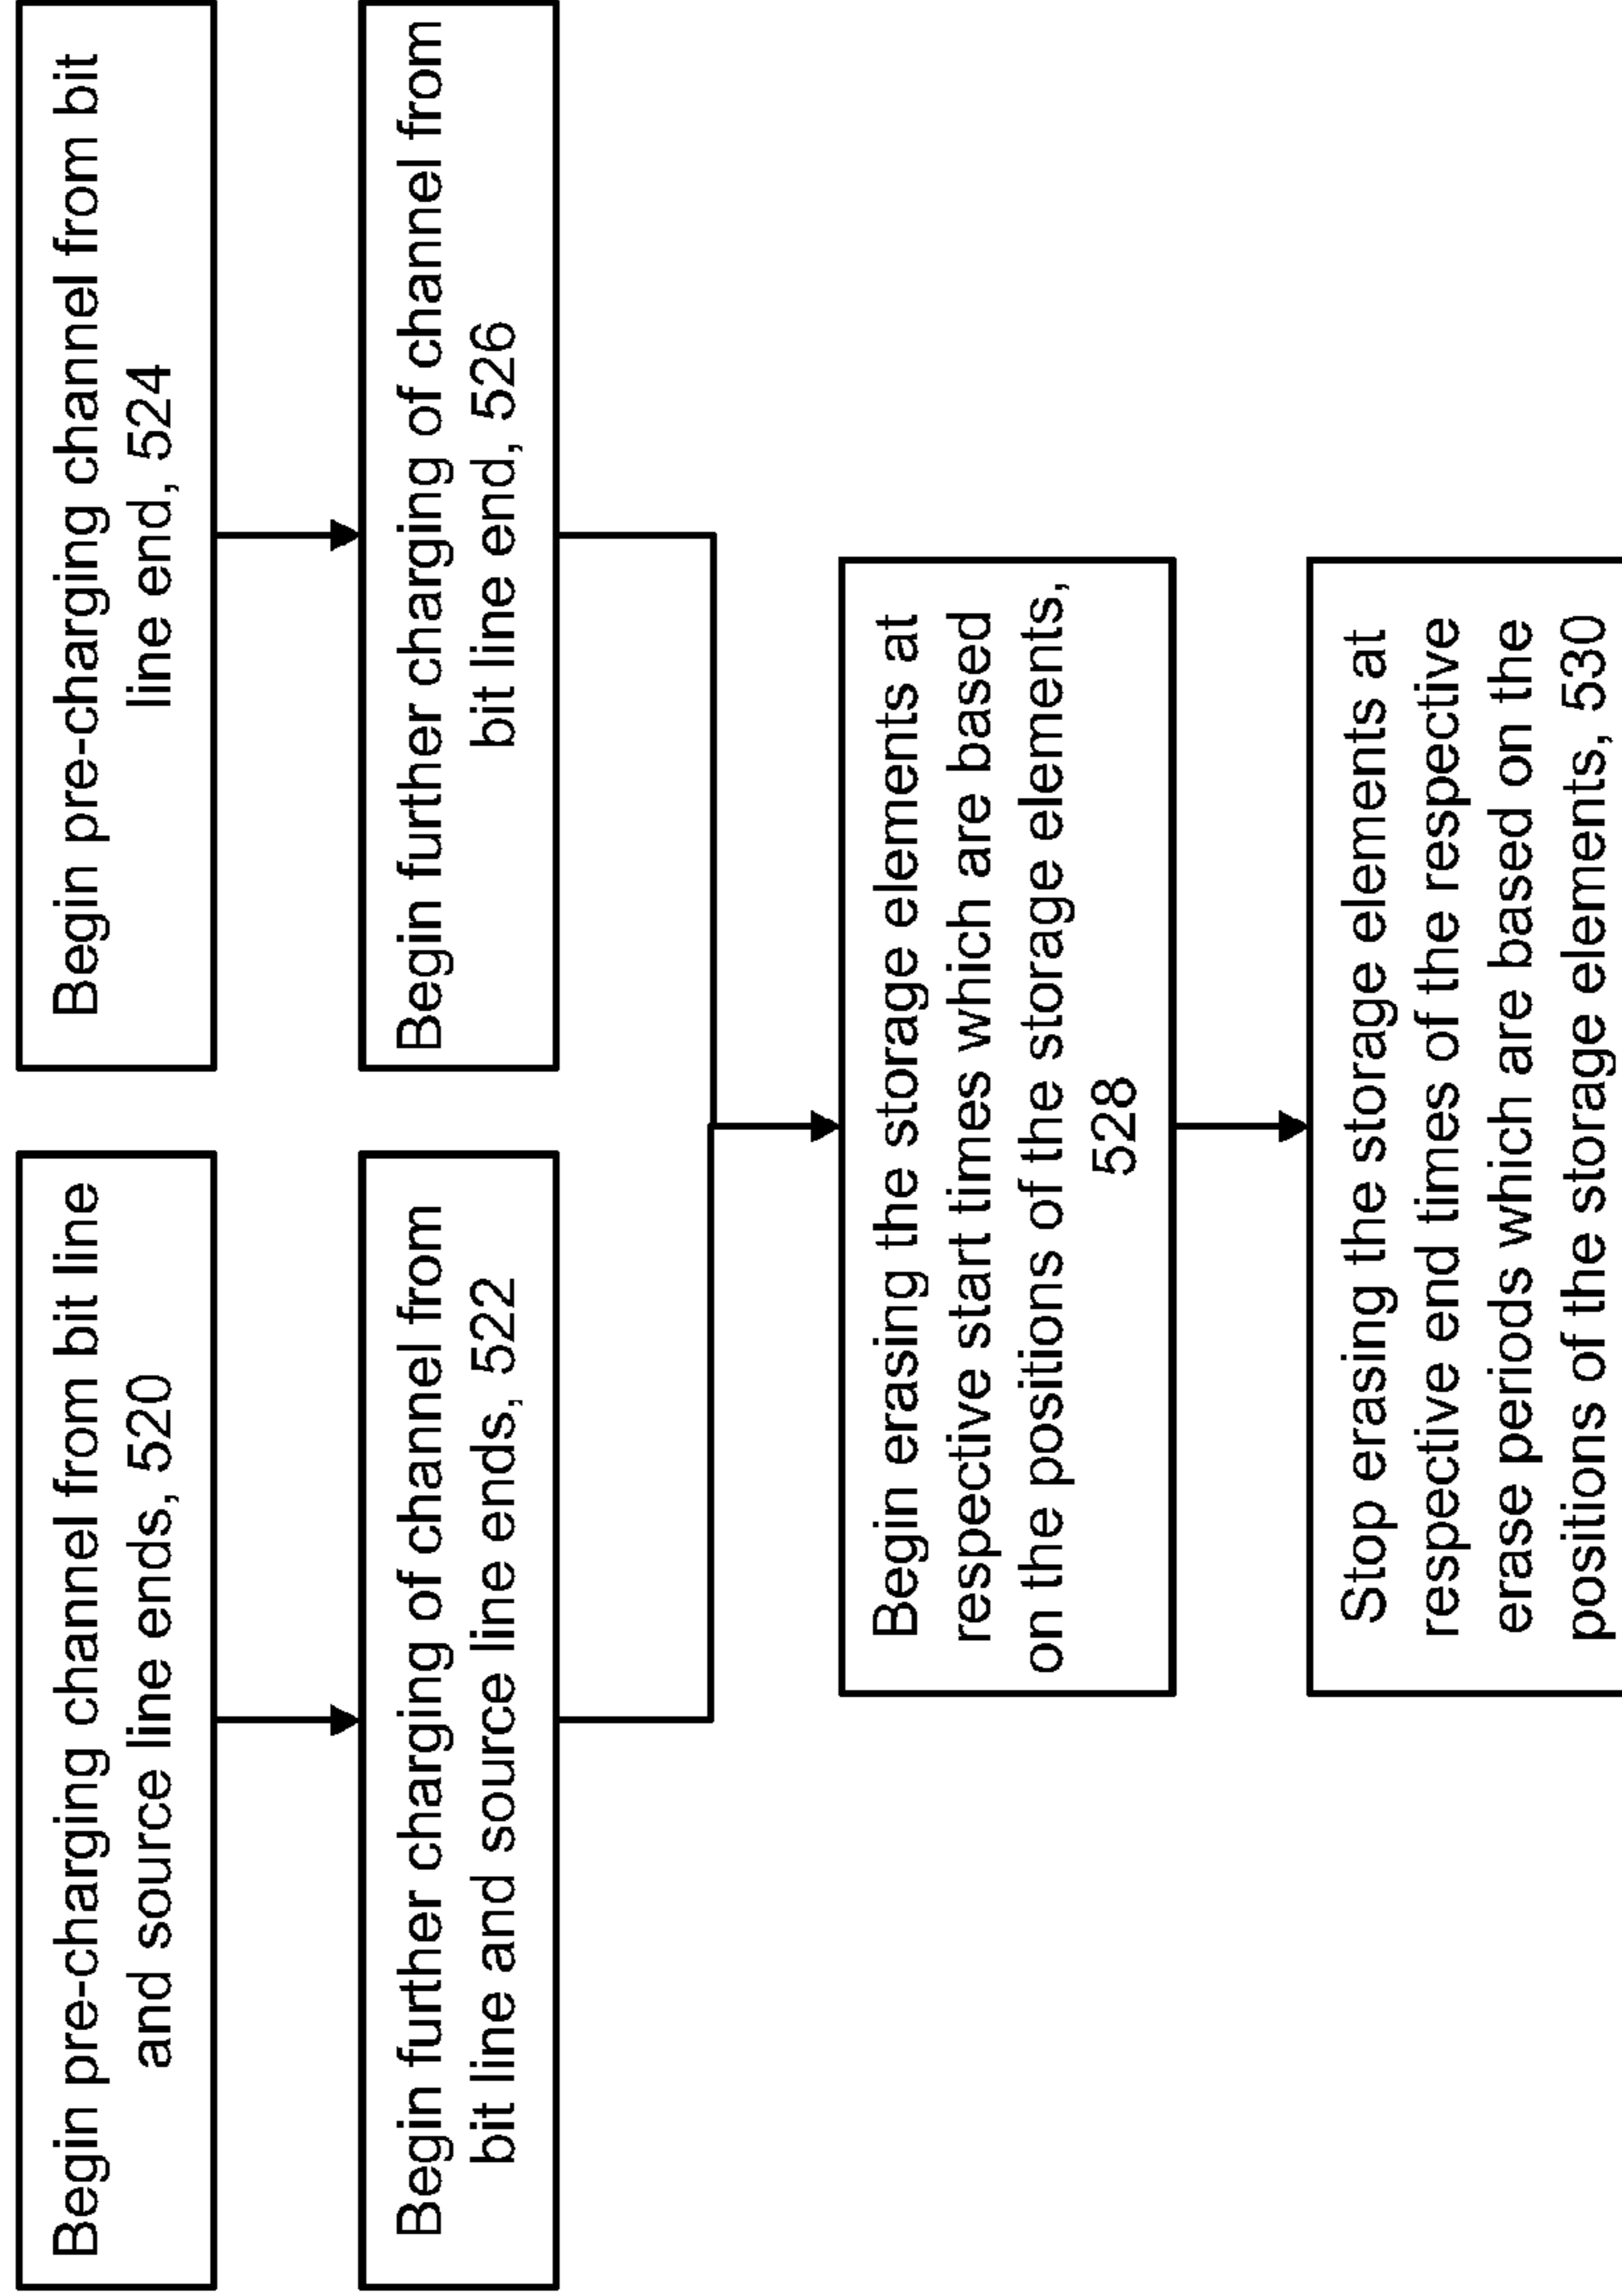 Begin pre-charging channel from bit line
and source line ends, 520
Begin further charging of channel from
bit line and source line ends, 522
Begin pre-charging channel from bit
line end, 524
Begin further charging of channel from
bit line end, 526
Begin erasing the storage elements at
respective start times which are based
on the positions of the storage elements,
528
Stop erasing the storage elements at
respective end times of the respective
erase periods which are based on the
positions of the storage elements, 530